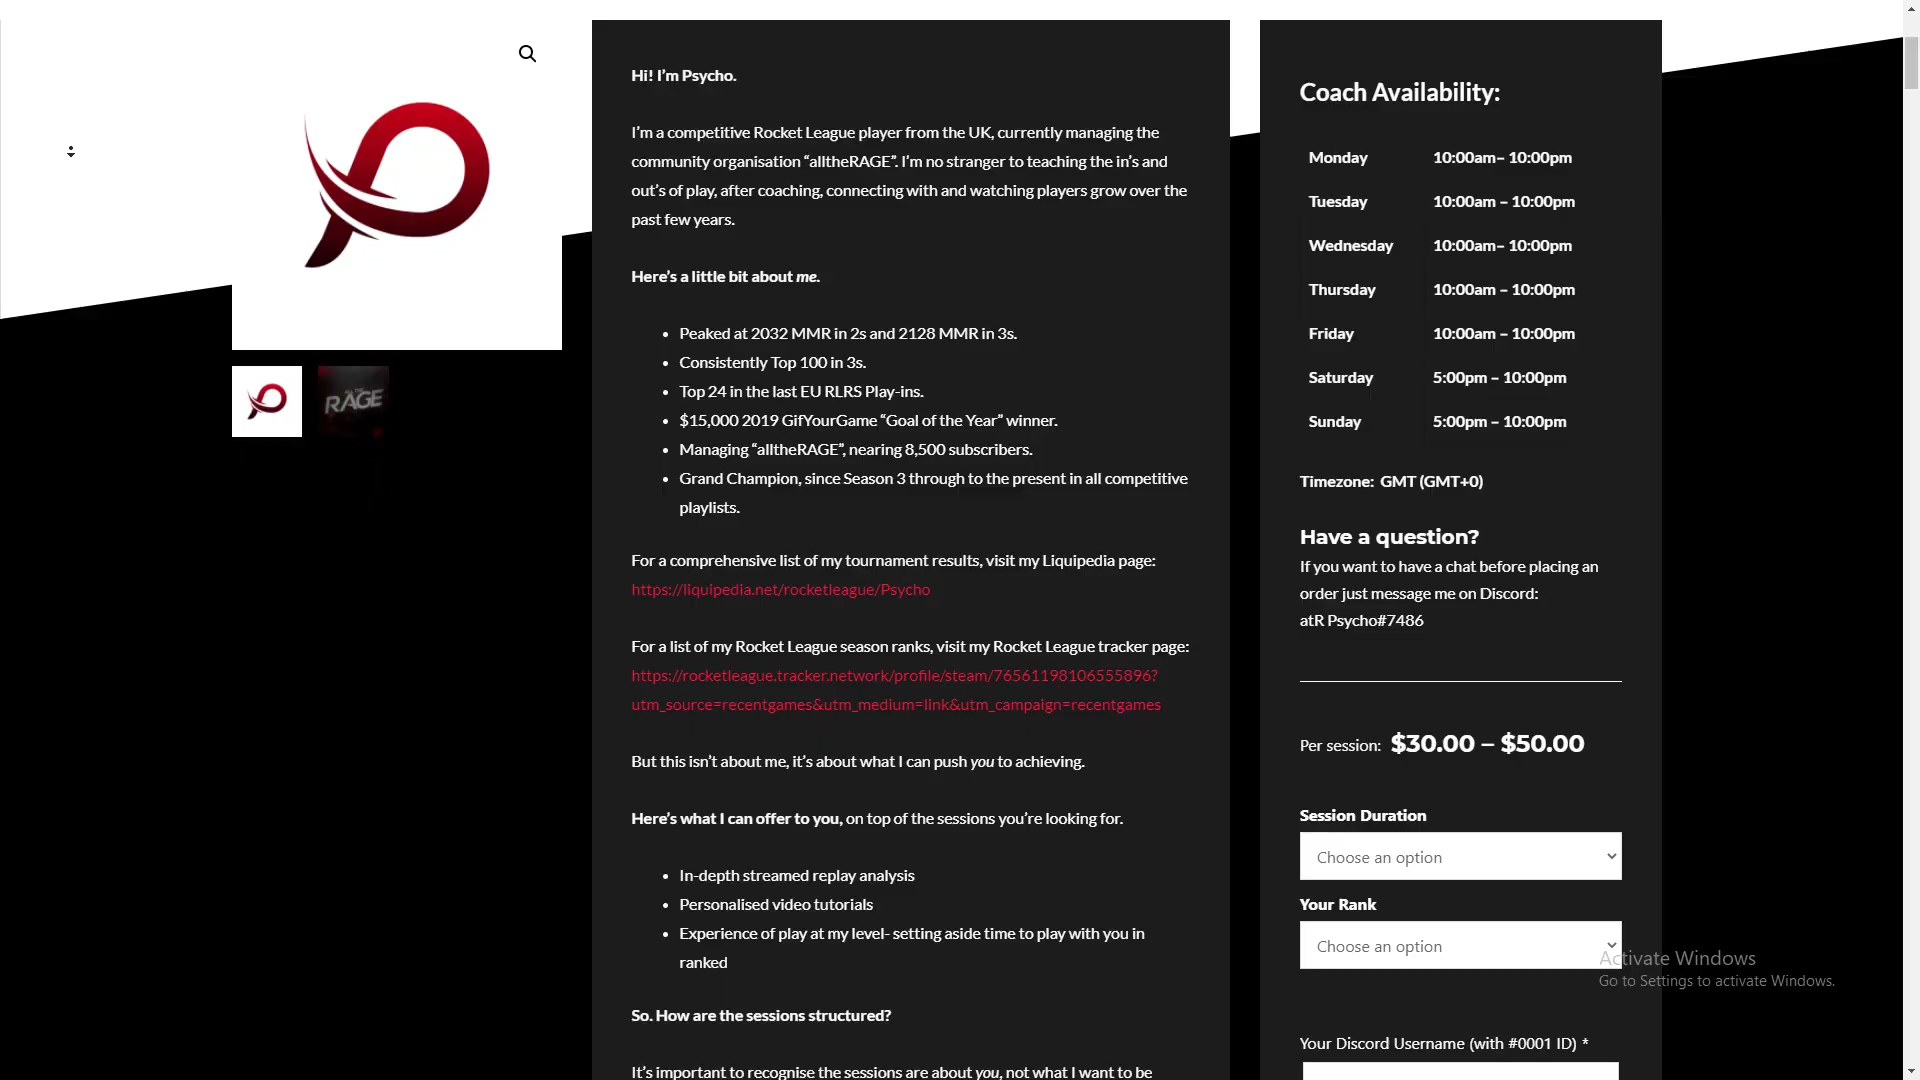 Hi! I’m Psycho.
I’m a competitive Rocket League player from the UK, currently managing the
community organisation “alltheRAGE”. I’m no stranger to teaching the in’s and
out’s of play, after coaching, connecting with and watching players grow over the
past few years.
Here’s a little bit about me.
• Peaked at 2032 MMR in 2s and 2128 MMR in 3s.
• Consistently Top 100 in 3s.
• Top 24 in the last EU RLRS Play-ins.
• $15,000 2019 GifYourGame “Goal of the Year” winner.
• Managing “alltheRAGE”, nearing 8,500 subscribers.
• Grand Champion, since Season 3 through to the present in all competitive
playlists.
For a comprehensive list of my tournament results, visit my Liquipedia page:
https://liquipedia.net/rocketleague/Psycho
For a list of my Rocket League season ranks, visit my Rocket League tracker page:
https://rocketleague.tracker.network/profile/steam/76561198106555896?
utm_source=recentgames&utm_medium=link&utm_campaign=recentgames
But this isn’t about me, it’s about what I can push you to achieving.
Here’s what I can offer to you, on top of the sessions you’re looking for.
• In-depth streamed replay analysis
• Personalised video tutorials
• Experience of play at my level- setting aside time to play with you in
ranked
So. How are the sessions structured?
It’s important to recognise the sessions are about you, not what I want to be
RAGE
Coach Availability:
Monday 10:00am– 10:00pm
Tuesday 10:00am – 10:00pm
Wednesday 10:00am– 10:00pm
Thursday 10:00am – 10:00pm
Friday 10:00am – 10:00pm
Saturday 5:00pm – 10:00pm
Sunday 5:00pm – 10:00pm
Timezone: GMT (GMT+0)
Have a question?
If you want to have a chat before placing an
order just message me on Discord:
atR Psycho#7486
Per session: $30.00 – $50.00
Session Duration
Choose an option
Your Rank
Choose an option
Activate Windows
Go to Settings to activate Windows.
Your Discord Username (with #0001 ID) *